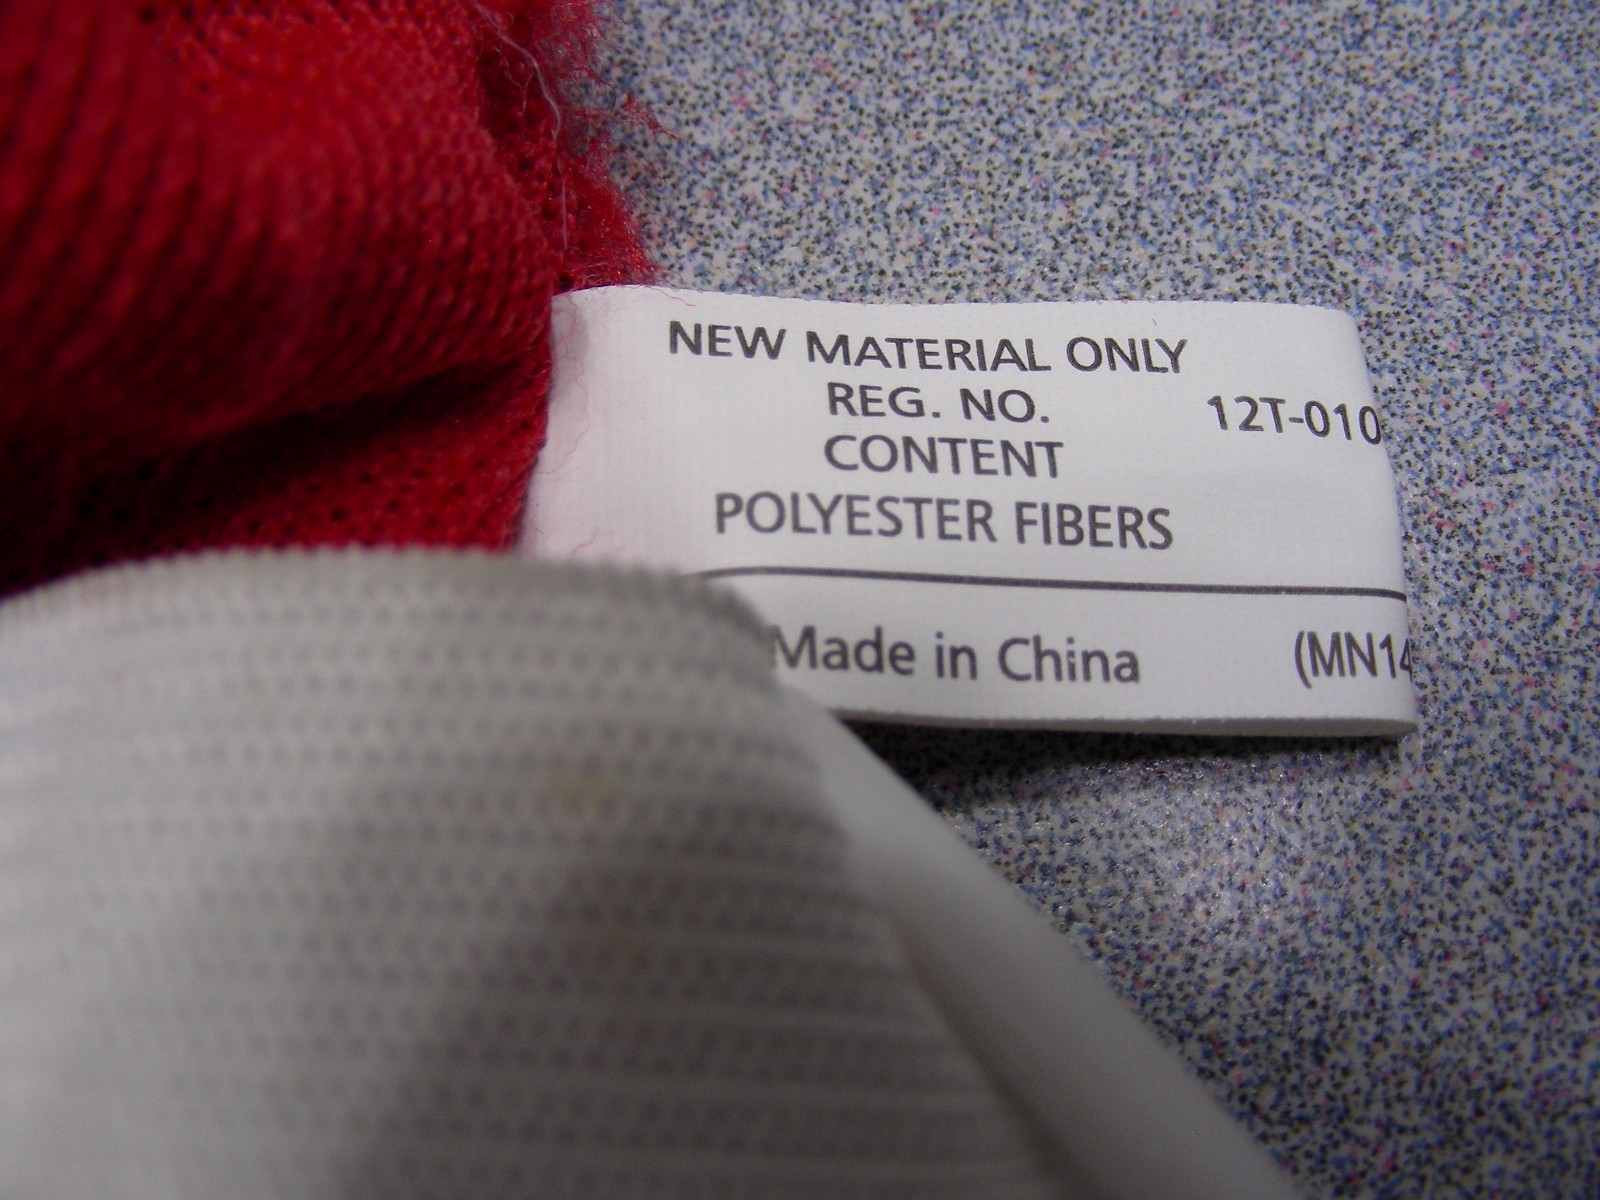 NEW MATERIAL ONLY
REG. NO. 12T-010
CONTENT
POLYESTER FIBERS
Made in China (MN14